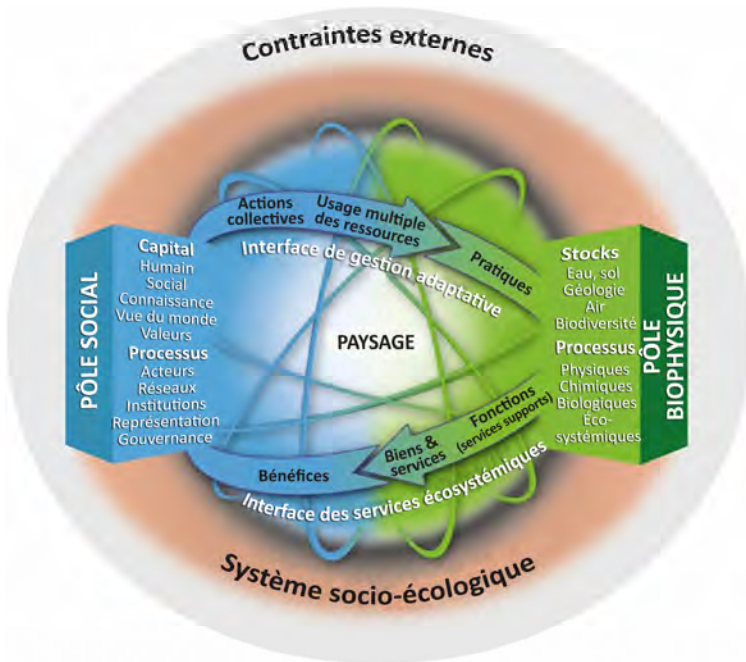 Contraintes externes
Actions
collectives
Usage multiple
des ressources
Pratiques
Interface de gestion adaptative
PÔLE SOCIAL
Capital
Humain
Social
Connaissance
Vue du monde
Valeurs
Processus
Acteurs
Réseaux
Institutions
Représentation
Gouvernance
PAYSAGE
Stocks
Eau, sol
Géologie
Air
Biodiversité
Processus
Physiques
Chimiques
Biologiques
Éco-
systémiques
PÔLE
BIOPHYSIQUE
Fonctions
(services supports)
Biens &
services
Bénéfices
Interface des services écosystémiques
Système socio-écologique